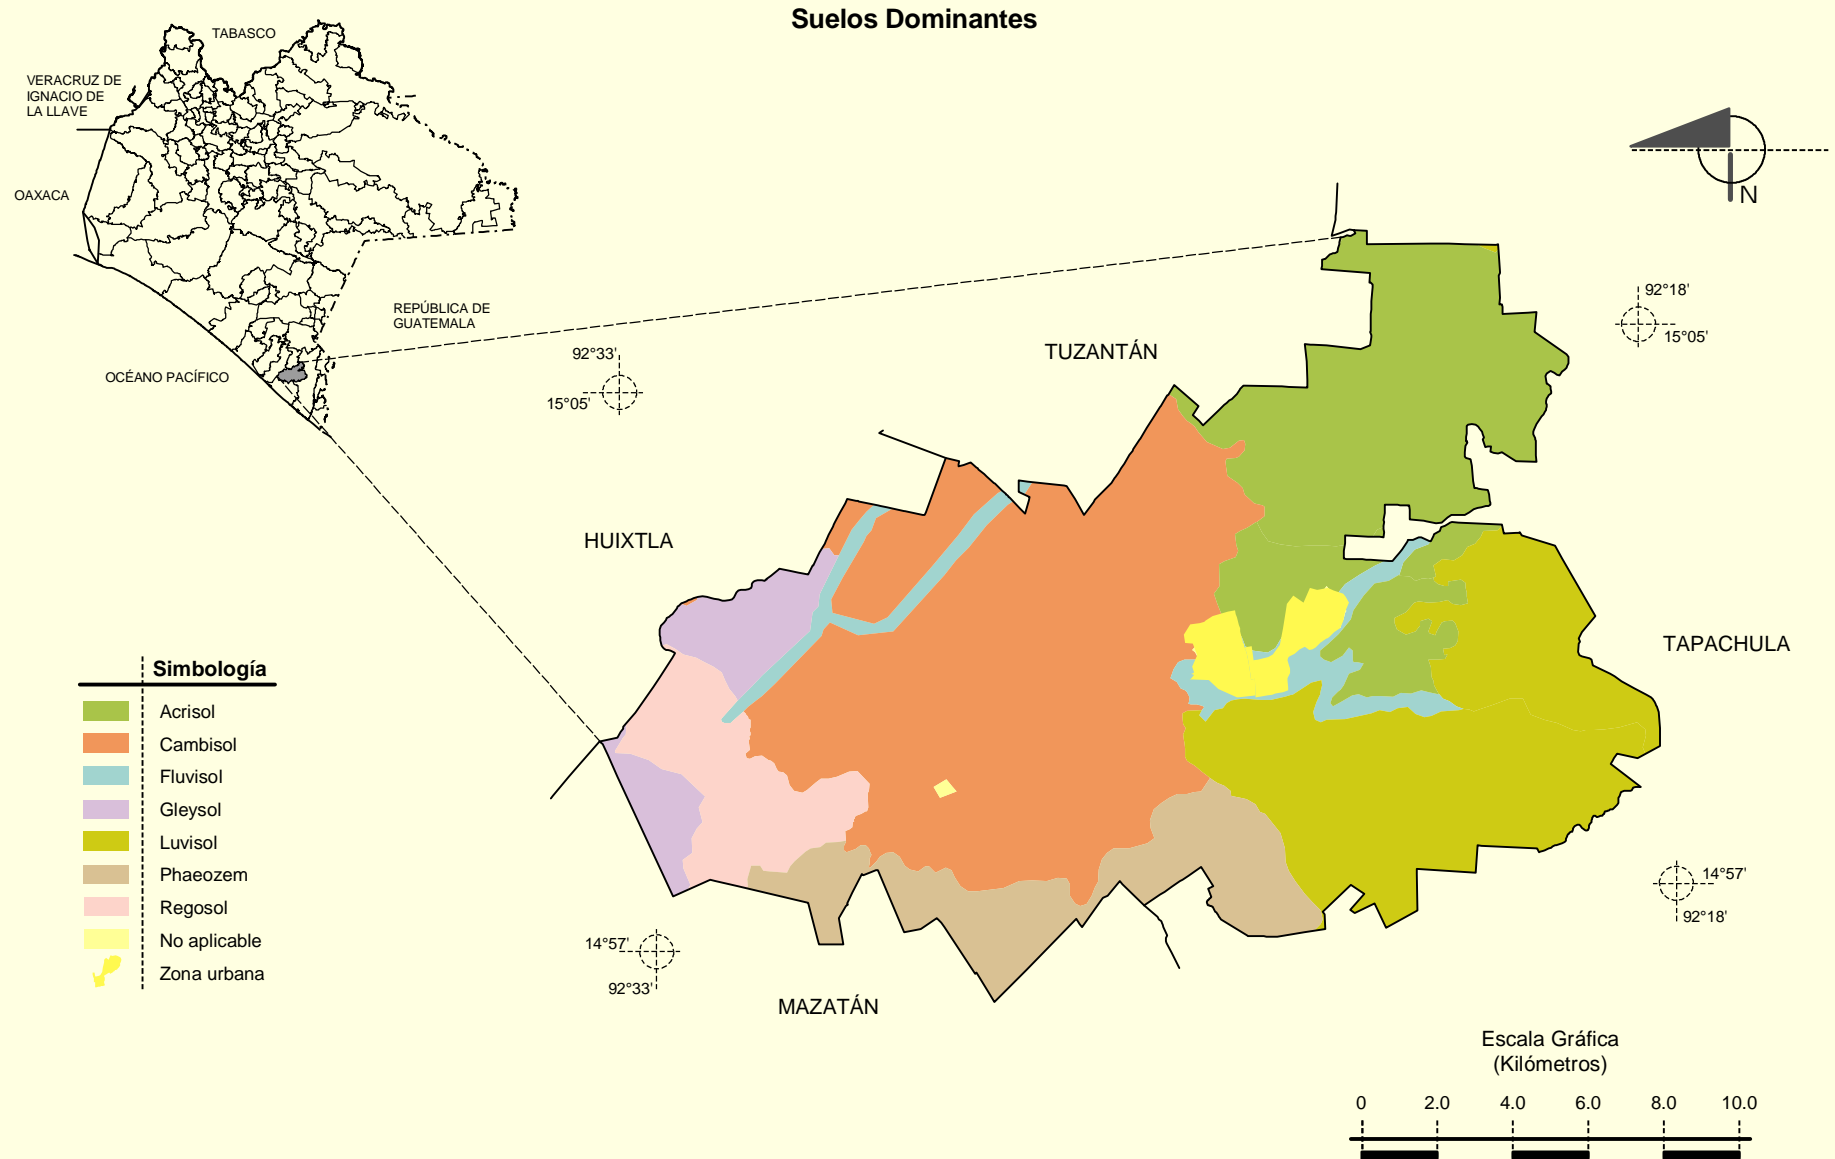 Suelos Dominantes
TABASCO
VERACRUZ DE
IGNACIO DE
LA LLAVE
OAXACA
REPÚBLICA DE
GUATEMALA
OCÉANO PACÍFICO
N
92°18'
15°05'
92°33'
15°05'
TUZANTÁN
HUIXTLA
TAPACHULA
MAZATÁN
14°57'
92°18'
14°57'
92°33'
Simbología
Acrisol
Cambisol
Fluvisol
Gleysol
Luvisol
Phaeozem
Regosol
No aplicable
Zona urbana
Escala Gráfica
(Kilómetros)
0 2.0 4.0 6.0 8.0 10.0